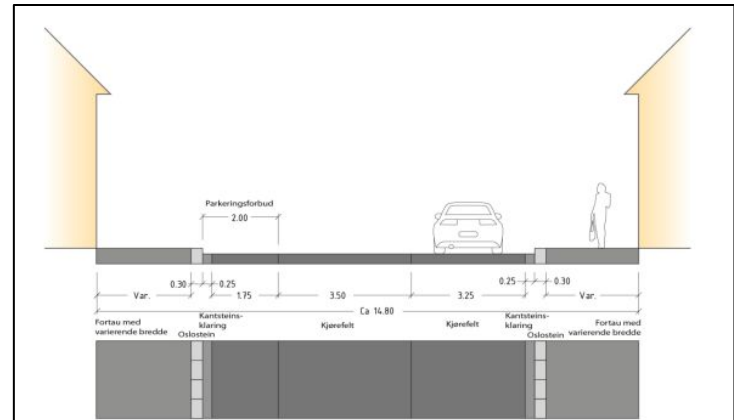 Parkeringsforbud
2.00
0.30 0.25 0.25 0.30
Var. 1.75 3.50 3.25 Var.
Ca 14.80
Fortau med
varierende bredde
Oslostein
Kantsteins-
klaring
Kjørefelt
Kjørefelt
Kantsteins-
klaring
Oslostein
Fortau med
varierende bredde